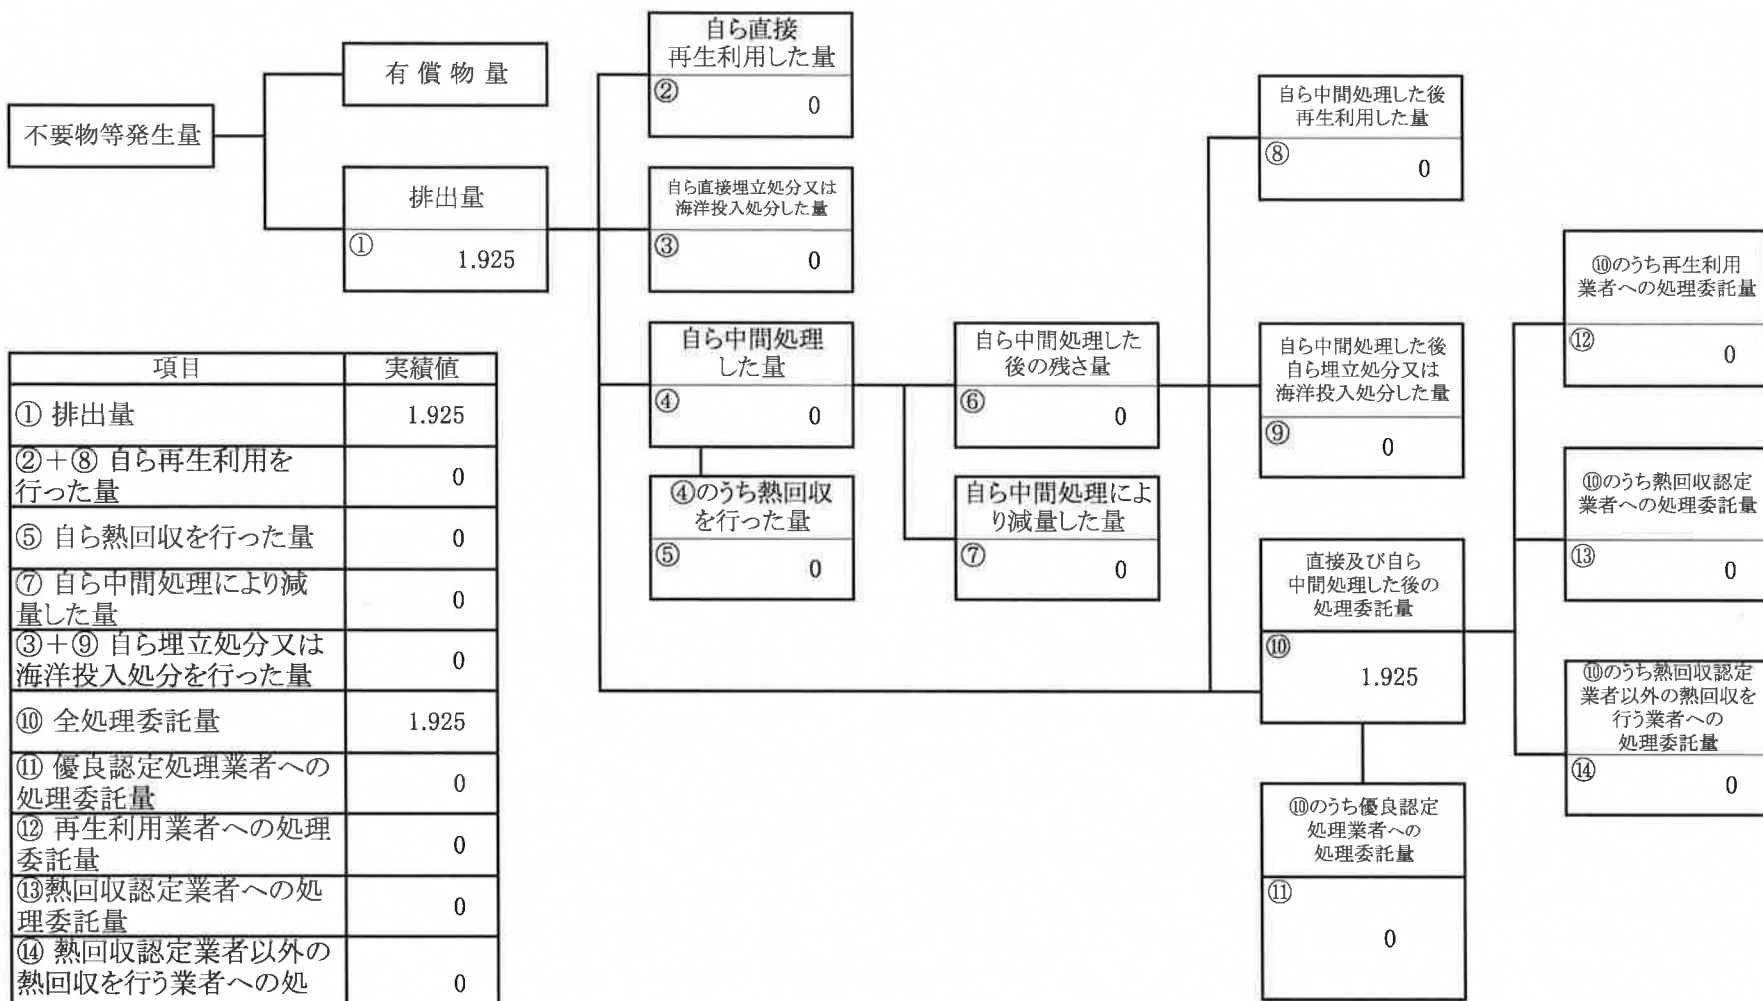 不要物等発生量
有償物量
排出量
①
1.925
自ら直接
再生利用した量
②
0
自ら直接埋立処分又は
海洋投入処分した量
③
0
自ら中間処理
した量
④
0
④のうち熱回収
を行った量
⑤
0
自ら中間処理した
後の残さ量
⑥
0
自ら中間処理によ
り減量した量
⑦
0
自ら中間処理した後
再生利用した量
⑧
0
自ら中間処理した後
自ら埋立処分又は
海洋投入処分した量
⑨
0
直接及び自ら
中間処理した後の
処理委託量
⑩
1.925
⑩のうち優良認定
処理業者への
処理委託量
⑪
0
⑩のうち再生利用
業者への処理委託量
⑫
0
⑩のうち熱回収認定
業者への処理委託量
⑬
0
⑩のうち熱回収認定
業者以外の熱回収を
行う業者への
処理委託量
⑭
0
項目 実績値
① 排出量 1.925
②+⑧ 自ら再生利用を
行った量 0
⑤ 自ら熱回収を行った量 0
⑦ 自ら中間処理により減
量した量 0
③+⑨ 自ら埋立処分又は
海洋投入処分を行った量 0
⑩ 全処理委託量 1.925
⑪ 優良認定処理業者への
処理委託量 0
⑫ 再生利用業者への処理
委託量 0
⑬熱回収認定業者への処
理委託量 0
⑭ 熱回収認定業者以外の
熱回収を行う業者への処 0